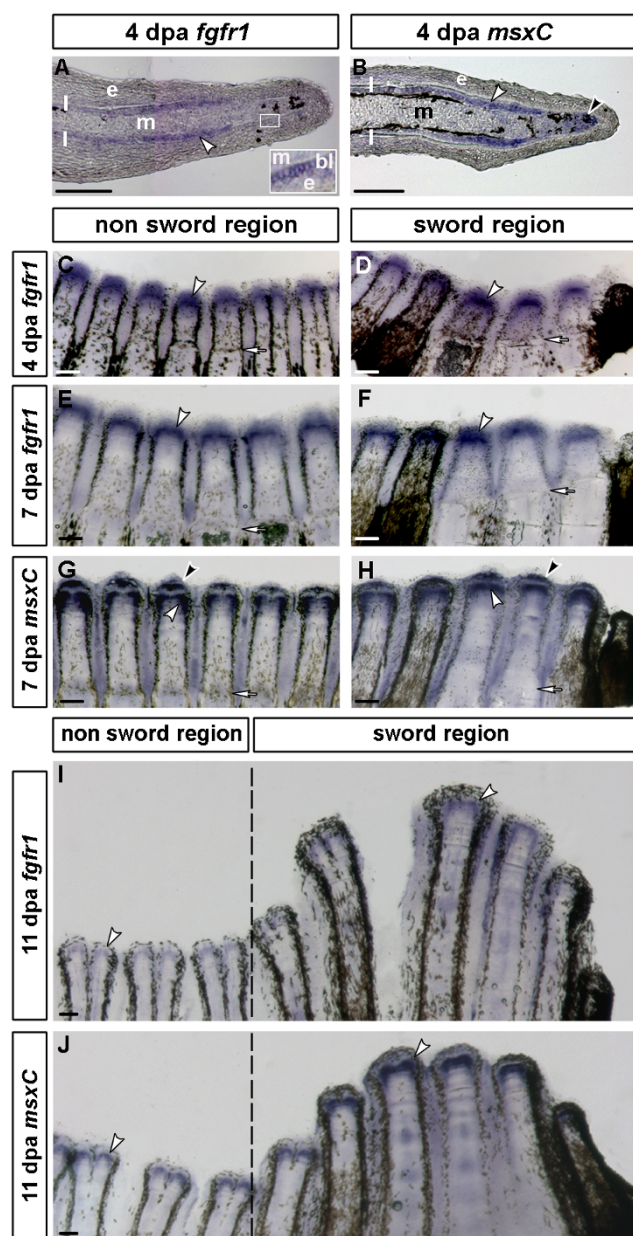 4 dpa fgfr1
4 dpa msxC
A
e
l
m
l
m
bl
e
B
e
l
m
l
non sword region
sword region
4 dpa fgfr1
C
D
7 dpa fgfr1
E
F
7 dpa msxC
G
H
non sword region
sword region
11 dpa fgfr1
I
11 dpa msxC
J